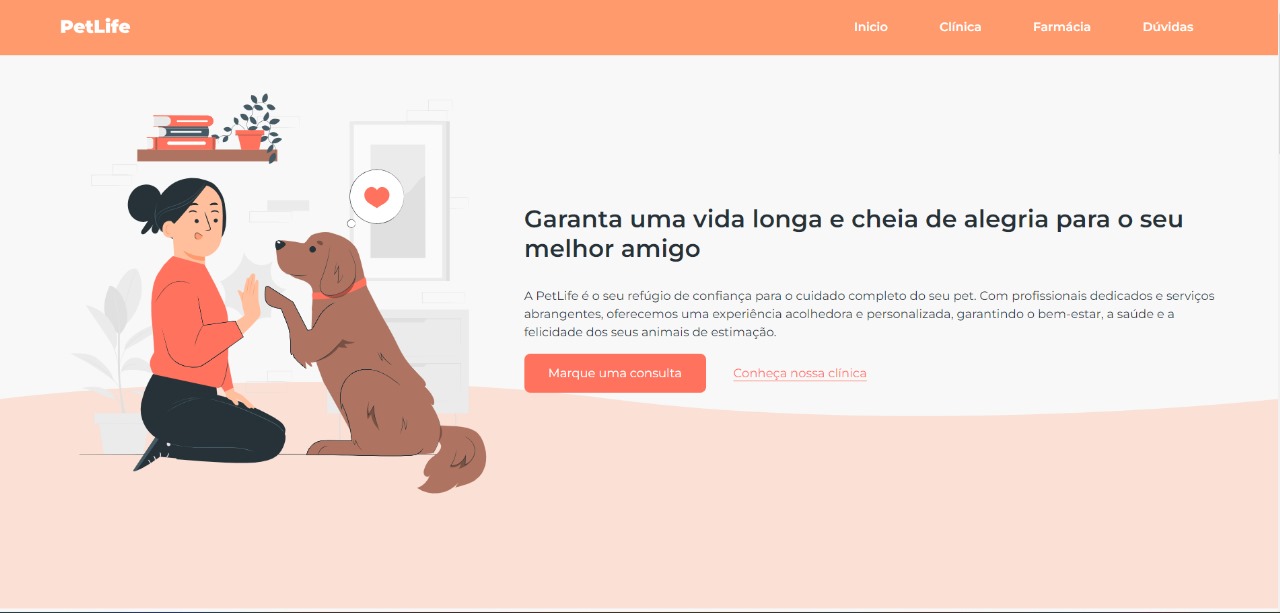 PetLife
Inicio
Clínica
Farmácia
Dúvidas
Garanta uma vida longa e cheia de alegria para o seu
melhor amigo
A PetLife é o seu refúgio de confiança para o cuidado completo do seu pet. Com profissionais dedicados e serviços
abrangentes, oferecemos uma experiência acolhedora e personalizada, garantindo o bem-estar, a saúde e a
felicidade dos seus animais de estimação.
Marque uma consulta
Conheça nossa clínica